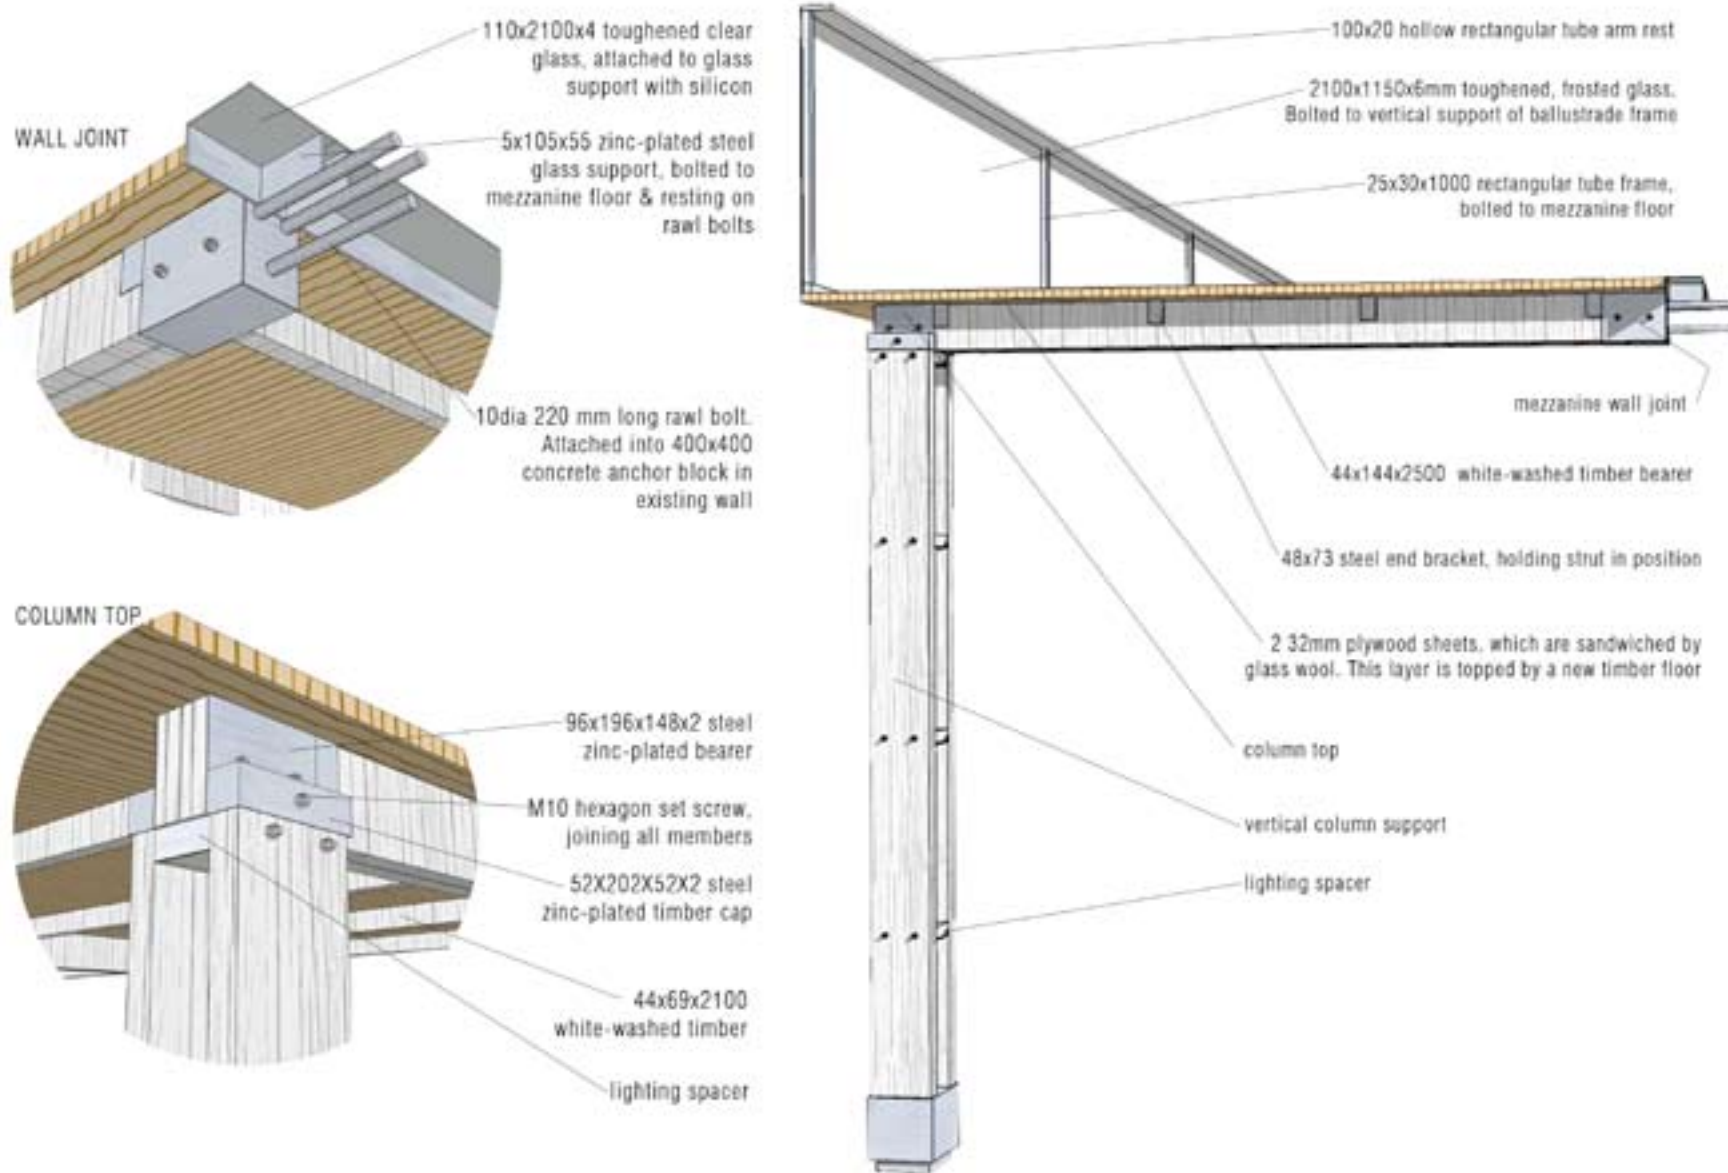 110x2100x4 toughened clear
glass, attached to glass
support with silicon
WALL JOINT
5x105x55 zinc-plated steel
glass support, bolted to
mezzanine floor & resting on
rawl bolts
10dia 220 mm long rawl bolt.
Attached into 400x400
concrete anchor block in
existing wall
COLUMN TOP
96x196x148x2 steel
zinc-plated bearer
M10 hexagon set screw,
joining all members
52X202X52X2 steel
zinc-plated timber cap
44x69x2100
white-washed timber
lighting spacer
100x20 hollow rectangular tube arm rest
2100x1150x6mm toughened, frosted glass.
Bolted to vertical support of ballustrade frame
25x30x1000 rectangular tube frame,
bolted to mezzanine floor
mezzanine wall joint
44x144x2500 white-washed timber bearer
48x73 steel end bracket, holding strut in position
2 32mm plywood sheets, which are sandwiched by
glass wool. This layer is topped by a new timber floor
column top
vertical column support
lighting spacer